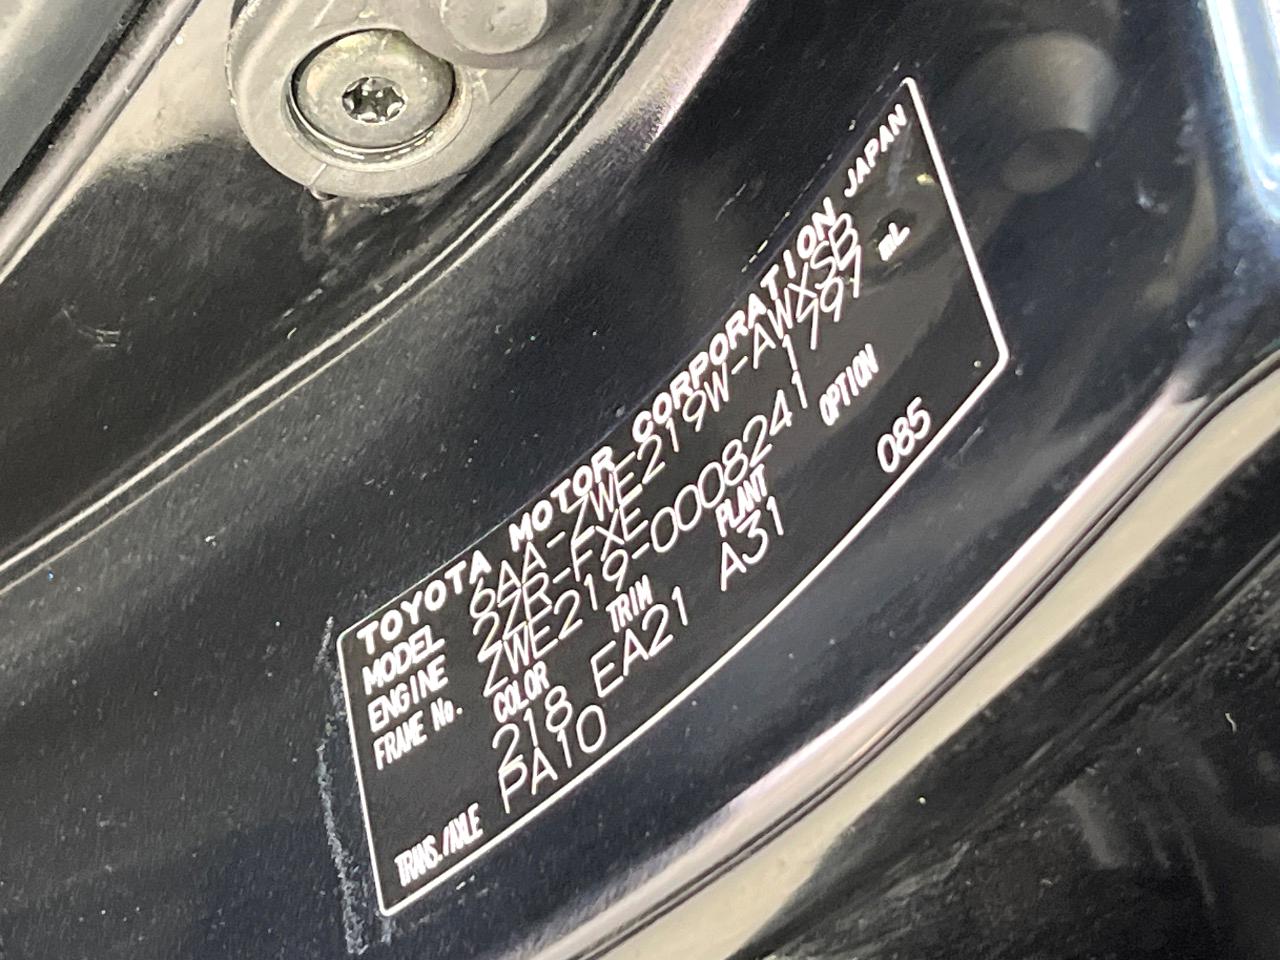 TOYOTA MOTOR CORPORATION JAPAN
MODEL 6AA-ZWE219W-AWXSB
ENGINE 2ZR-FXE 1797 mL
FRAME No. ZWE219-0008241
COLOR TRIM PLANT OPTION
218 EA21 A31 085
TRANS./AXLE PA10